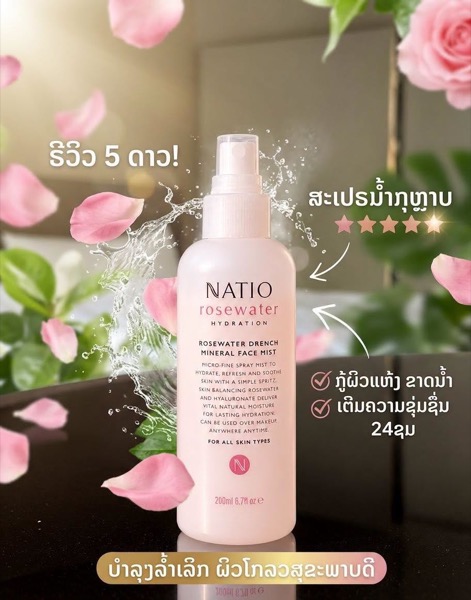 ຣີວິວ 5 ດາວ!
ສະເປຣນ້ຳກຸຫຼາບ
NATIO
rosewater
HYDRATION
ROSEWATER DRENCH
MINERAL FACE MIST
MICRO-FINE SPRAY MIST TO
HYDRATE, REFRESH AND SOOTHE
SKIN WITH A SIMPLE SPRITZ.
SKIN BALANCING ROSEWATER
AND HYALURONATE DELIVER
VITAL NATURAL MOISTURE
FOR LASTING HYDRATION.
CAN BE USED OVER MAKEUP,
ANYWHERE ANYTIME.
FOR ALL SKIN TYPES
N
200ml 6.7fl oz e
ກູ້ຜິວແຫ້ງ ຂາດນ້ຳ
ເຕີມຄວາມຊຸ່ມຊື່ນ
24ຊມ
ບຳລຸງລ້ຳເລິກ ຜິວໂກລວສຸຂະພາບດີ